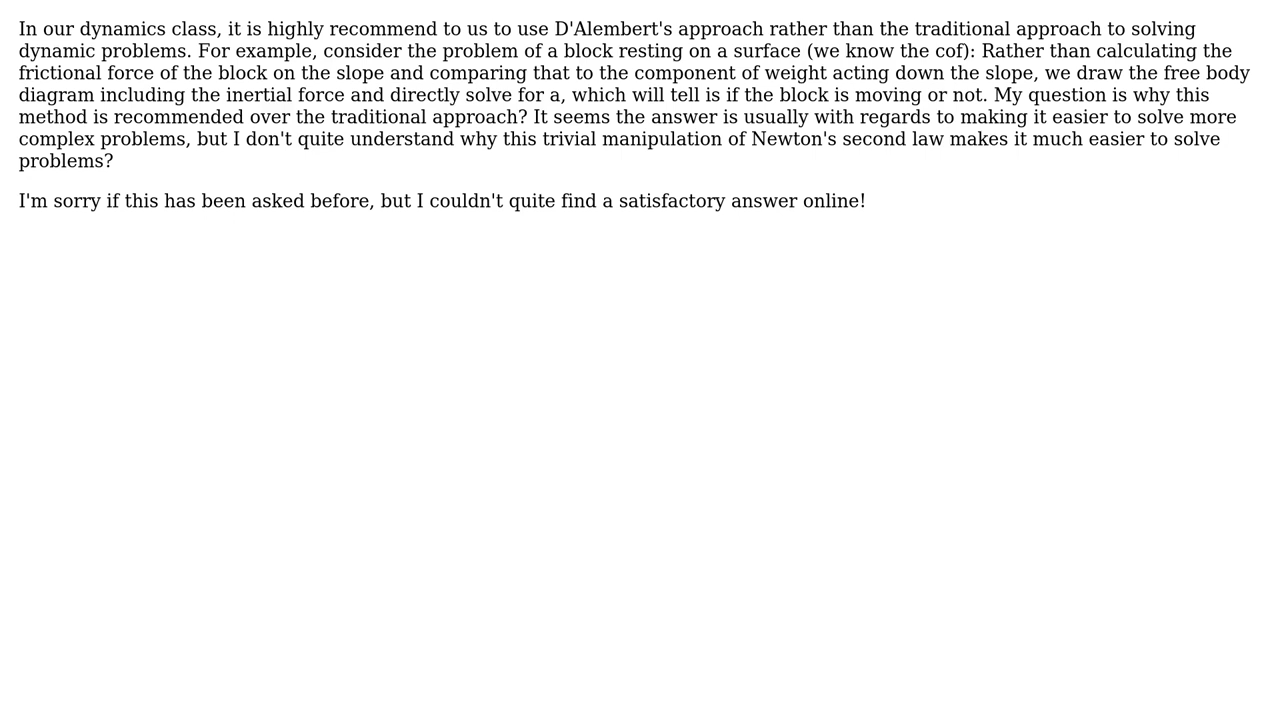 In our dynamics class, it is highly recommend to us to use D'Alembert's approach rather than the traditional approach to solving
dynamic problems. For example, consider the problem of a block resting on a surface (we know the cof): Rather than calculating the
frictional force of the block on the slope and comparing that to the component of weight acting down the slope, we draw the free body
diagram including the inertial force and directly solve for a, which will tell is if the block is moving or not. My question is why this
method is recommended over the traditional approach? It seems the answer is usually with regards to making it easier to solve more
complex problems, but I don't quite understand why this trivial manipulation of Newton's second law makes it much easier to solve
problems?
I'm sorry if this has been asked before, but I couldn't quite find a satisfactory answer online!